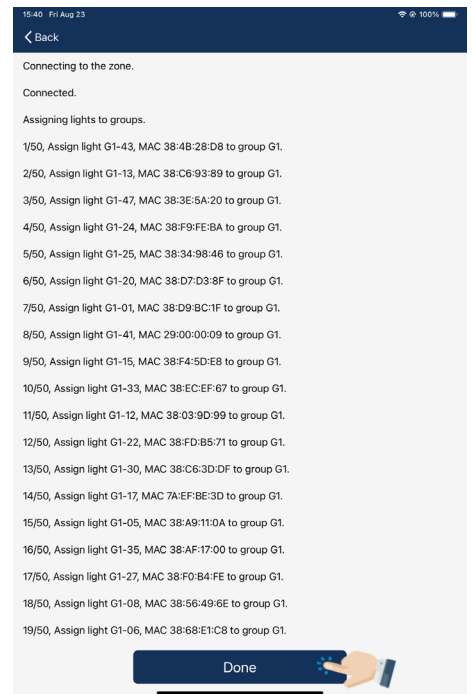 15:40 Fri Aug 23
100%
Back
Connecting to the zone.
Connected.
Assigning lights to groups.
1/50, Assign light G1-43, MAC 38:4B:28:D8 to group G1.
2/50, Assign light G1-13, MAC 38:C6:93:89 to group G1.
3/50, Assign light G1-47, MAC 38:3E:5A:20 to group G1.
4/50, Assign light G1-24, MAC 38:F9:FE:BA to group G1.
5/50, Assign light G1-25, MAC 38:34:98:46 to group G1.
6/50, Assign light G1-20, MAC 38:D7:D3:8F to group G1.
7/50, Assign light G1-01, MAC 38:D9:BC:1F to group G1.
8/50, Assign light G1-41, MAC 29:00:00:09 to group G1.
9/50, Assign light G1-15, MAC 38:F4:5D:E8 to group G1.
10/50, Assign light G1-33, MAC 38:EC:EF:67 to group G1.
11/50, Assign light G1-12, MAC 38:03:9D:99 to group G1.
12/50, Assign light G1-22, MAC 38:FD:B5:71 to group G1.
13/50, Assign light G1-30, MAC 38:C6:3D:DF to group G1.
14/50, Assign light G1-17, MAC 7A:EF:BE:3D to group G1.
15/50, Assign light G1-05, MAC 38:A9:11:0A to group G1.
16/50, Assign light G1-35, MAC 38:AF:17:00 to group G1.
17/50, Assign light G1-27, MAC 38:F0:B4:FE to group G1.
18/50, Assign light G1-08, MAC 38:56:49:6E to group G1.
19/50, Assign light G1-06, MAC 38:68:E1:C8 to group G1.
Done